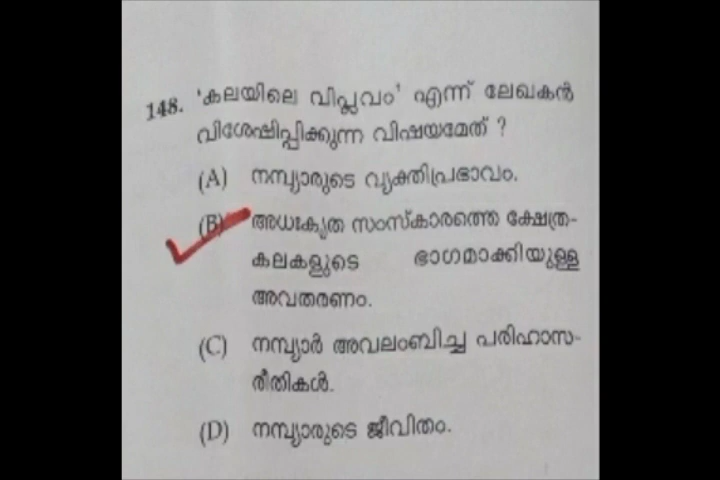 148. 'കലയിലെ വിപ്ലവം' എന്ന് ലേഖകൻ
വിശേഷിപ്പിക്കുന്ന വിഷയമേത് ?
(A) നമ്പ്യാരുടെ വ്യക്തിപ്രഭാവം.
(B) അധഃകൃത സംസ്കാരത്തെ ക്ഷേത്ര-
കലകളുടെ ഭാഗമാക്കിയുള്ള
അവതരണം.
(C) നമ്പ്യാർ അവലംബിച്ച പരിഹാസ-
രീതികൾ.
(D) നമ്പ്യാരുടെ ജീവിതം.